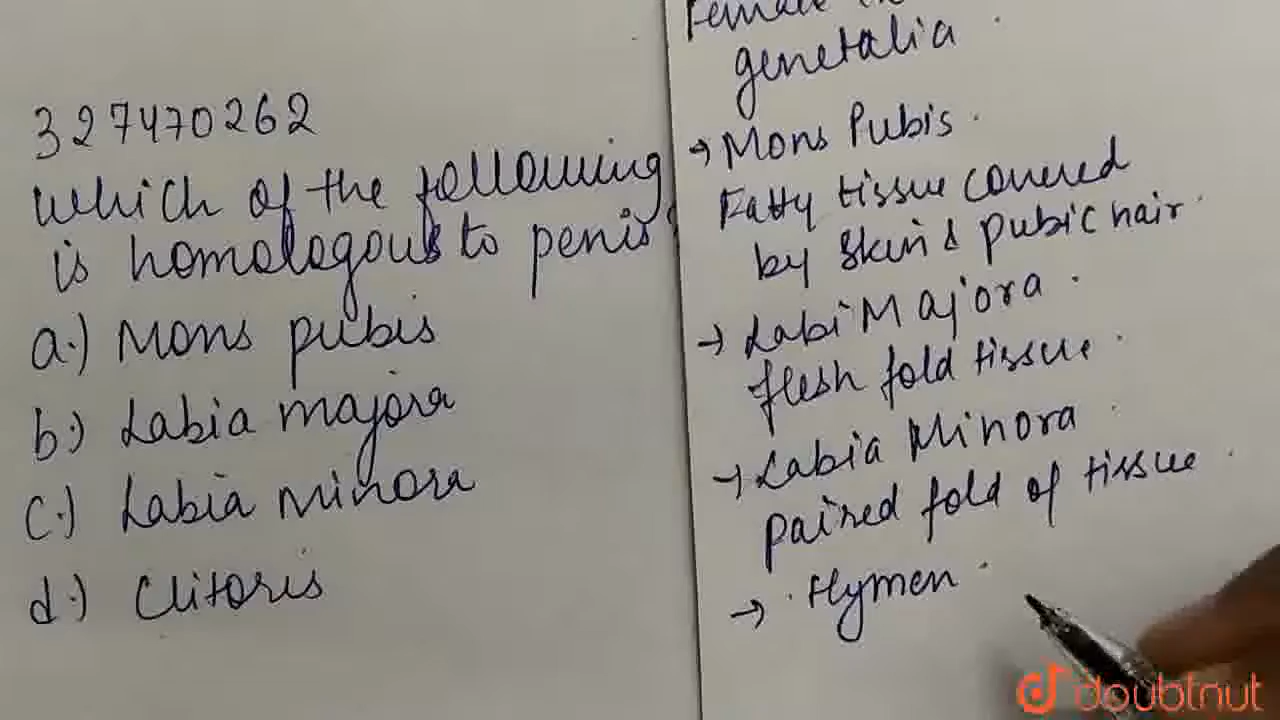 327470262
which of the following
is homologous to penis
a.) Mons pubis
b.) Labia majora
c.) Labia minora
d.) Clitoris
Female
genetalia
→ Mons Pubis.
Fatty tissue covered
by skin & pubic hair.
→ Labi Majora.
flesh fold tissue.
→ Labia Minora.
paired fold of tissue.
→ Hymen.
doubtnut